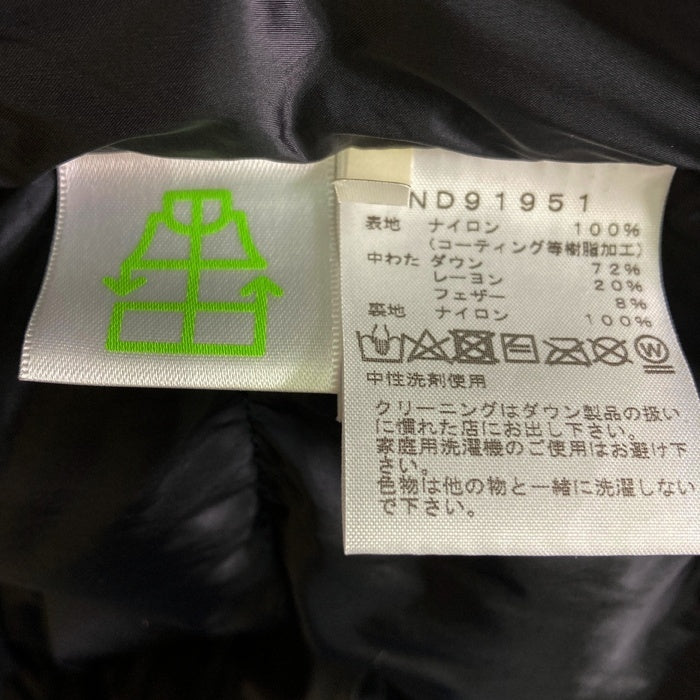 ND91951
表地 ナイロン 100%
(コーティング等樹脂加工)
中わた ダウン 72%
レーヨン 20%
フェザー 8%
裏地 ナイロン 100%
W
中性洗剤使用
クリーニングはダウン製品の扱い
に慣れた店にお出し下さい。
家庭用洗濯機のご使用はお避け下
さい。
色物は他の物と一緒に洗濯しない
で下さい。